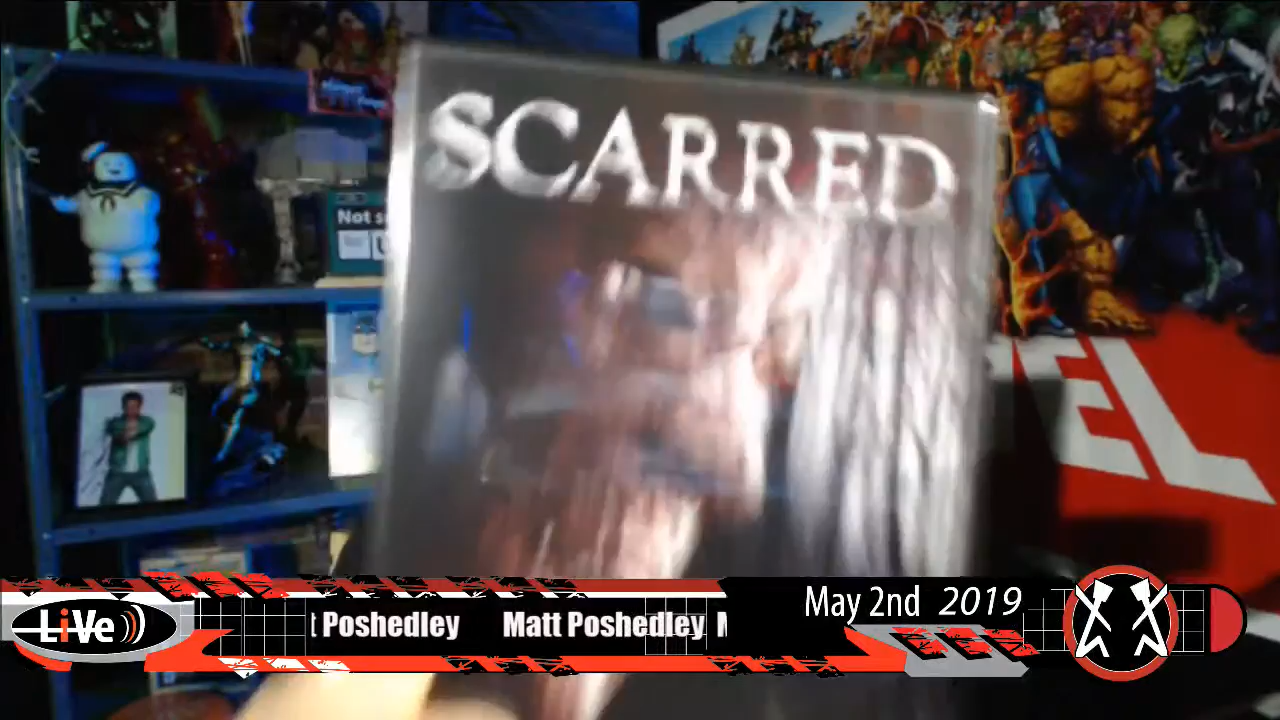 SCARRED
Not s
EL
LiVe
t Poshedley Matt Poshedley M
May 2nd 2019